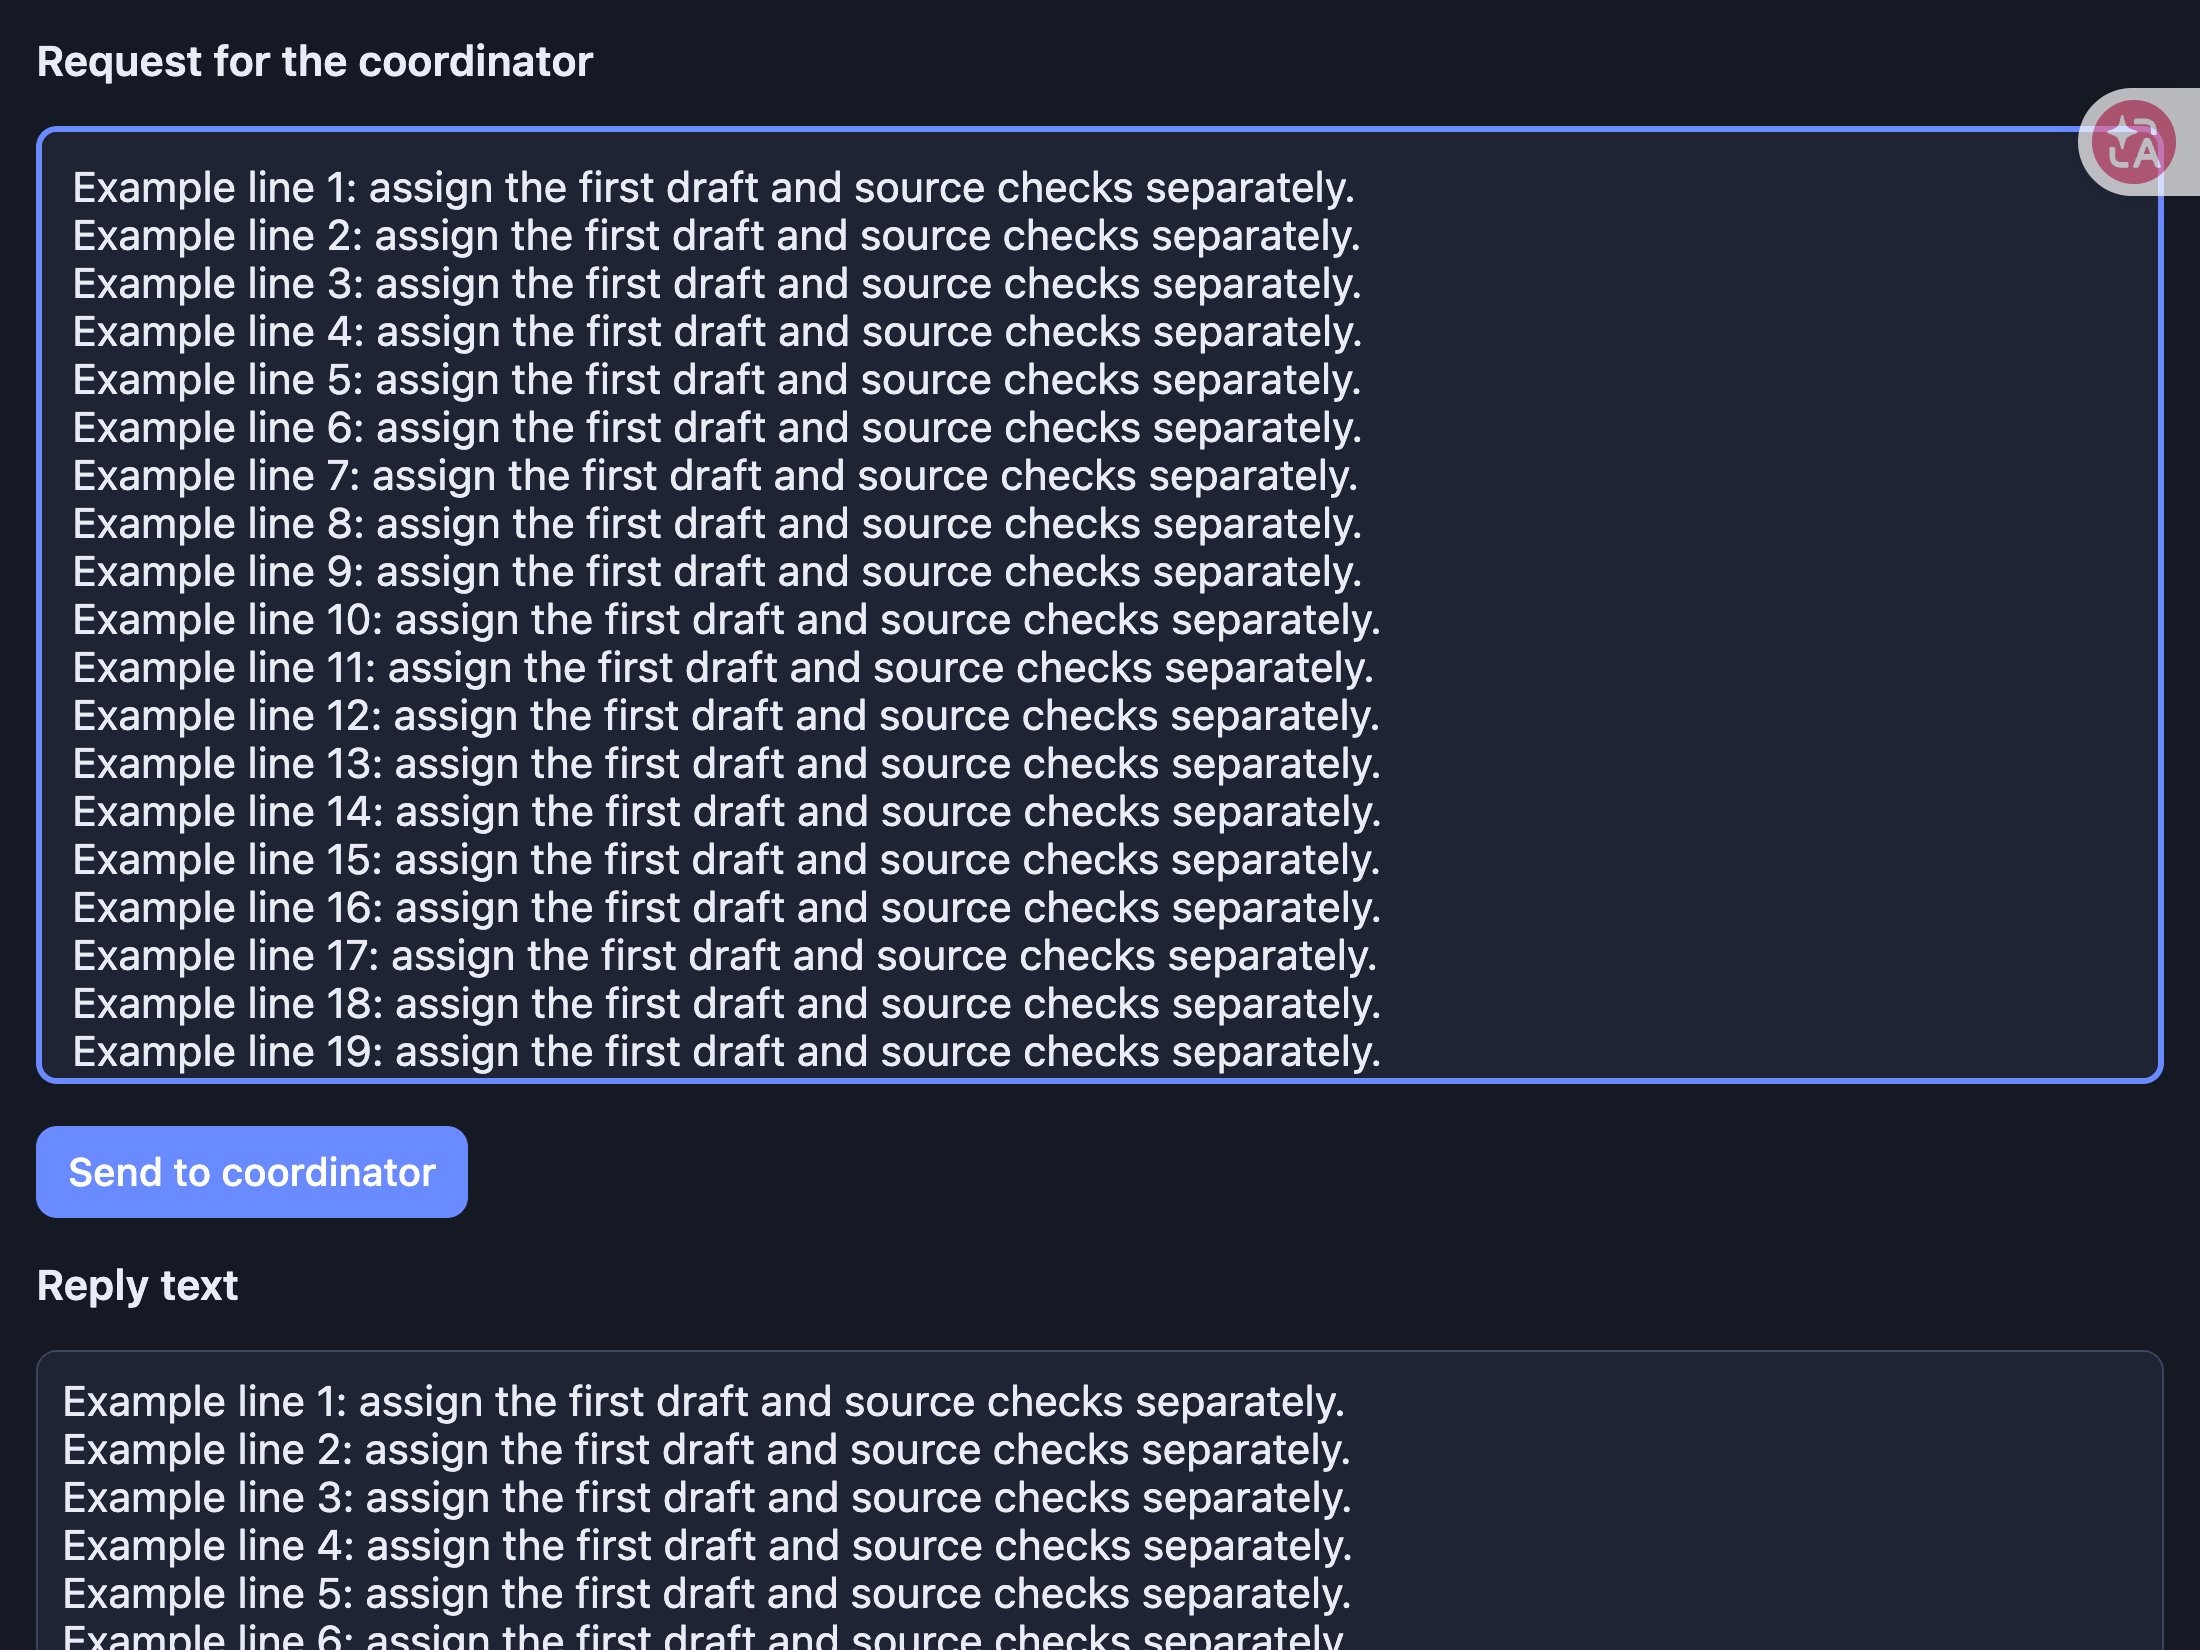 Request for the coordinator
Example line 1: assign the first draft and source checks separately.
Example line 2: assign the first draft and source checks separately.
Example line 3: assign the first draft and source checks separately.
Example line 4: assign the first draft and source checks separately.
Example line 5: assign the first draft and source checks separately.
Example line 6: assign the first draft and source checks separately.
Example line 7: assign the first draft and source checks separately.
Example line 8: assign the first draft and source checks separately.
Example line 9: assign the first draft and source checks separately.
Example line 10: assign the first draft and source checks separately.
Example line 11: assign the first draft and source checks separately.
Example line 12: assign the first draft and source checks separately.
Example line 13: assign the first draft and source checks separately.
Example line 14: assign the first draft and source checks separately.
Example line 15: assign the first draft and source checks separately.
Example line 16: assign the first draft and source checks separately.
Example line 17: assign the first draft and source checks separately.
Example line 18: assign the first draft and source checks separately.
Example line 19: assign the first draft and source checks separately.
Send to coordinator
Reply text
Example line 1: assign the first draft and source checks separately.
Example line 2: assign the first draft and source checks separately.
Example line 3: assign the first draft and source checks separately.
Example line 4: assign the first draft and source checks separately.
Example line 5: assign the first draft and source checks separately.
Example line 6: assign the first draft and source checks separately.